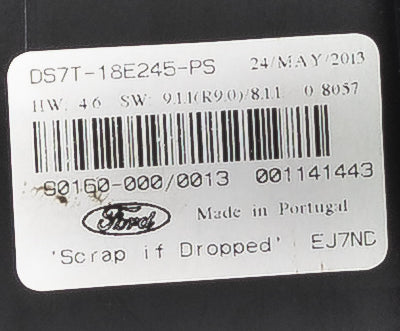 DS7T-18E245-PS 24/MAY/2013
HW. 4.6 SW: 9.1.1(R9.0)/8.1.1 0 8057
S0160-000/0013 001141443
Ford Made in Portugal
'Scrap if Dropped' EJ7ND